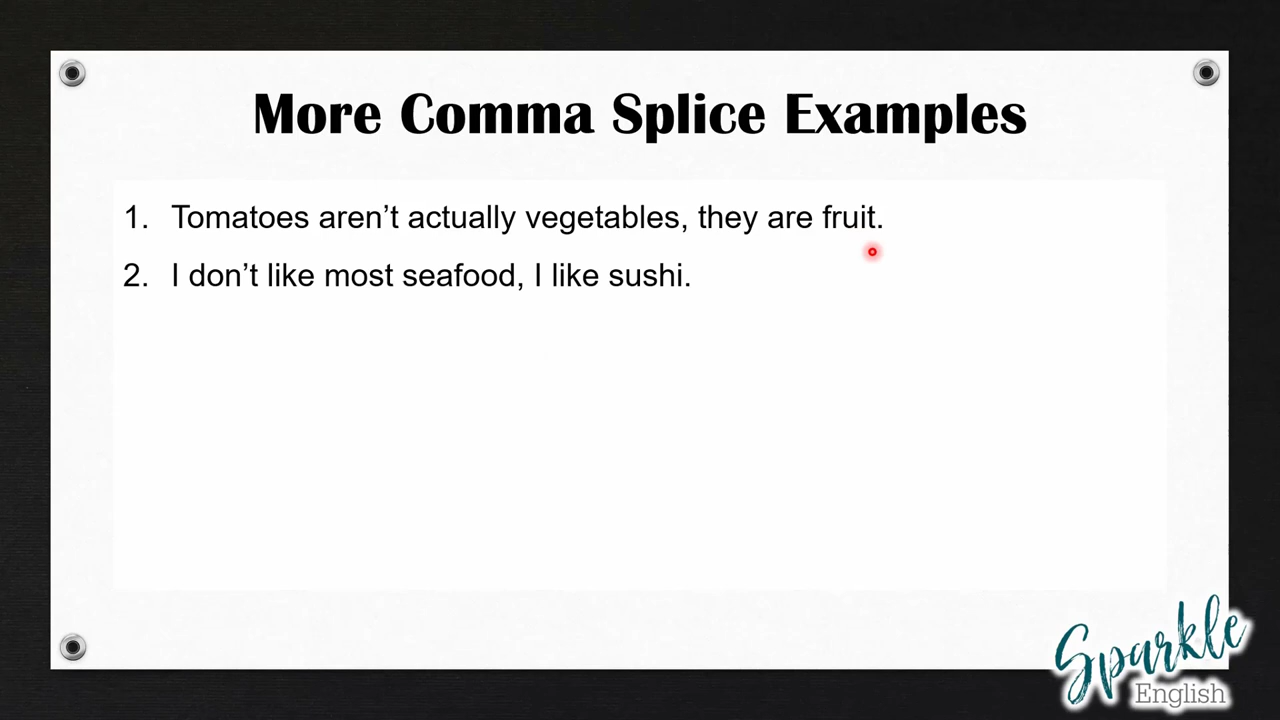 More Comma Splice Examples
1. Tomatoes aren’t actually vegetables, they are fruit.
2. I don’t like most seafood, I like sushi.
Sparkle
English